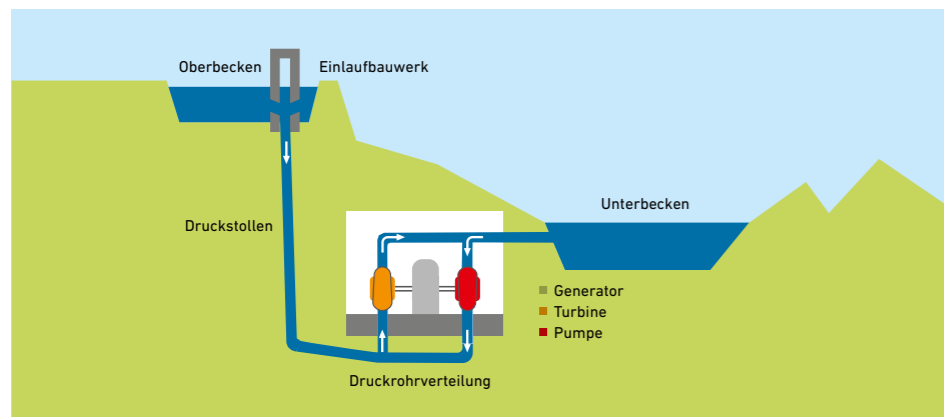 Oberbecken
Einlaufbauwerk
Druckstollen
Unterbecken
Generator
Turbine
Pumpe
Druckrohrverteilung